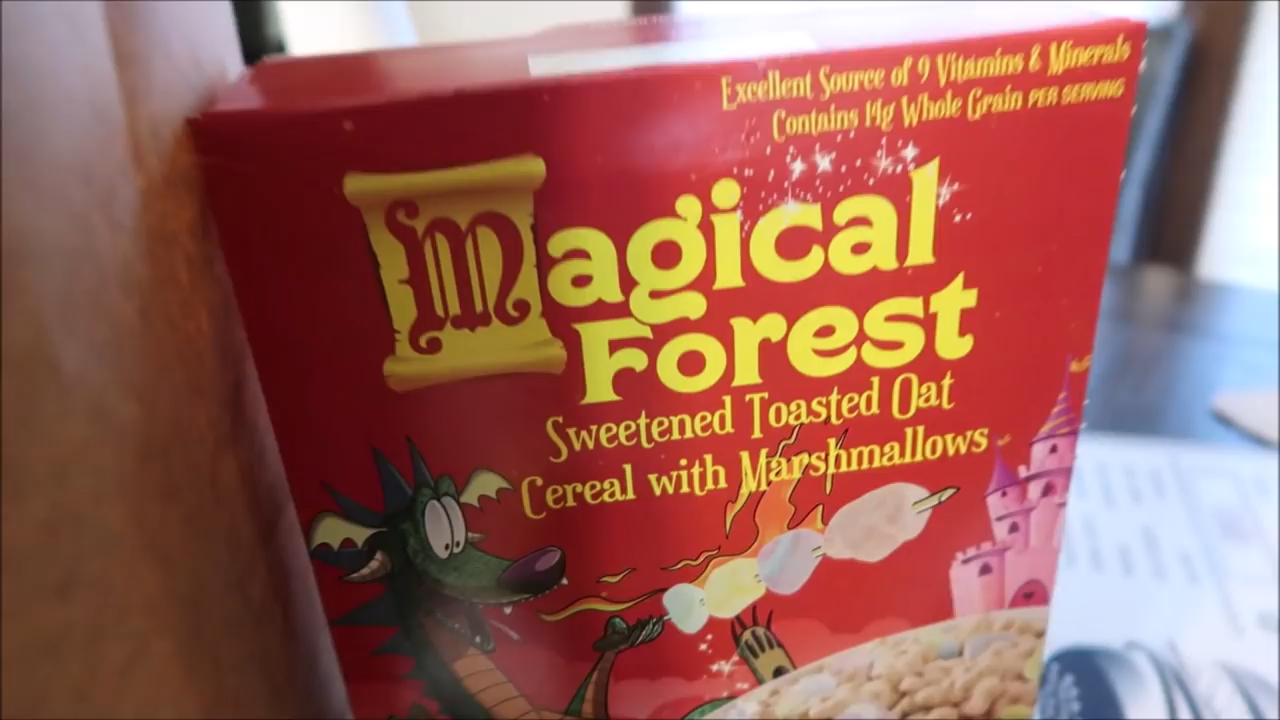 Excellent Source of 9 Vitamins & Minerals
Contains 14g Whole Grain PER SERVING
Magical
Forest
Sweetened Toasted Oat
Cereal with Marshmallows